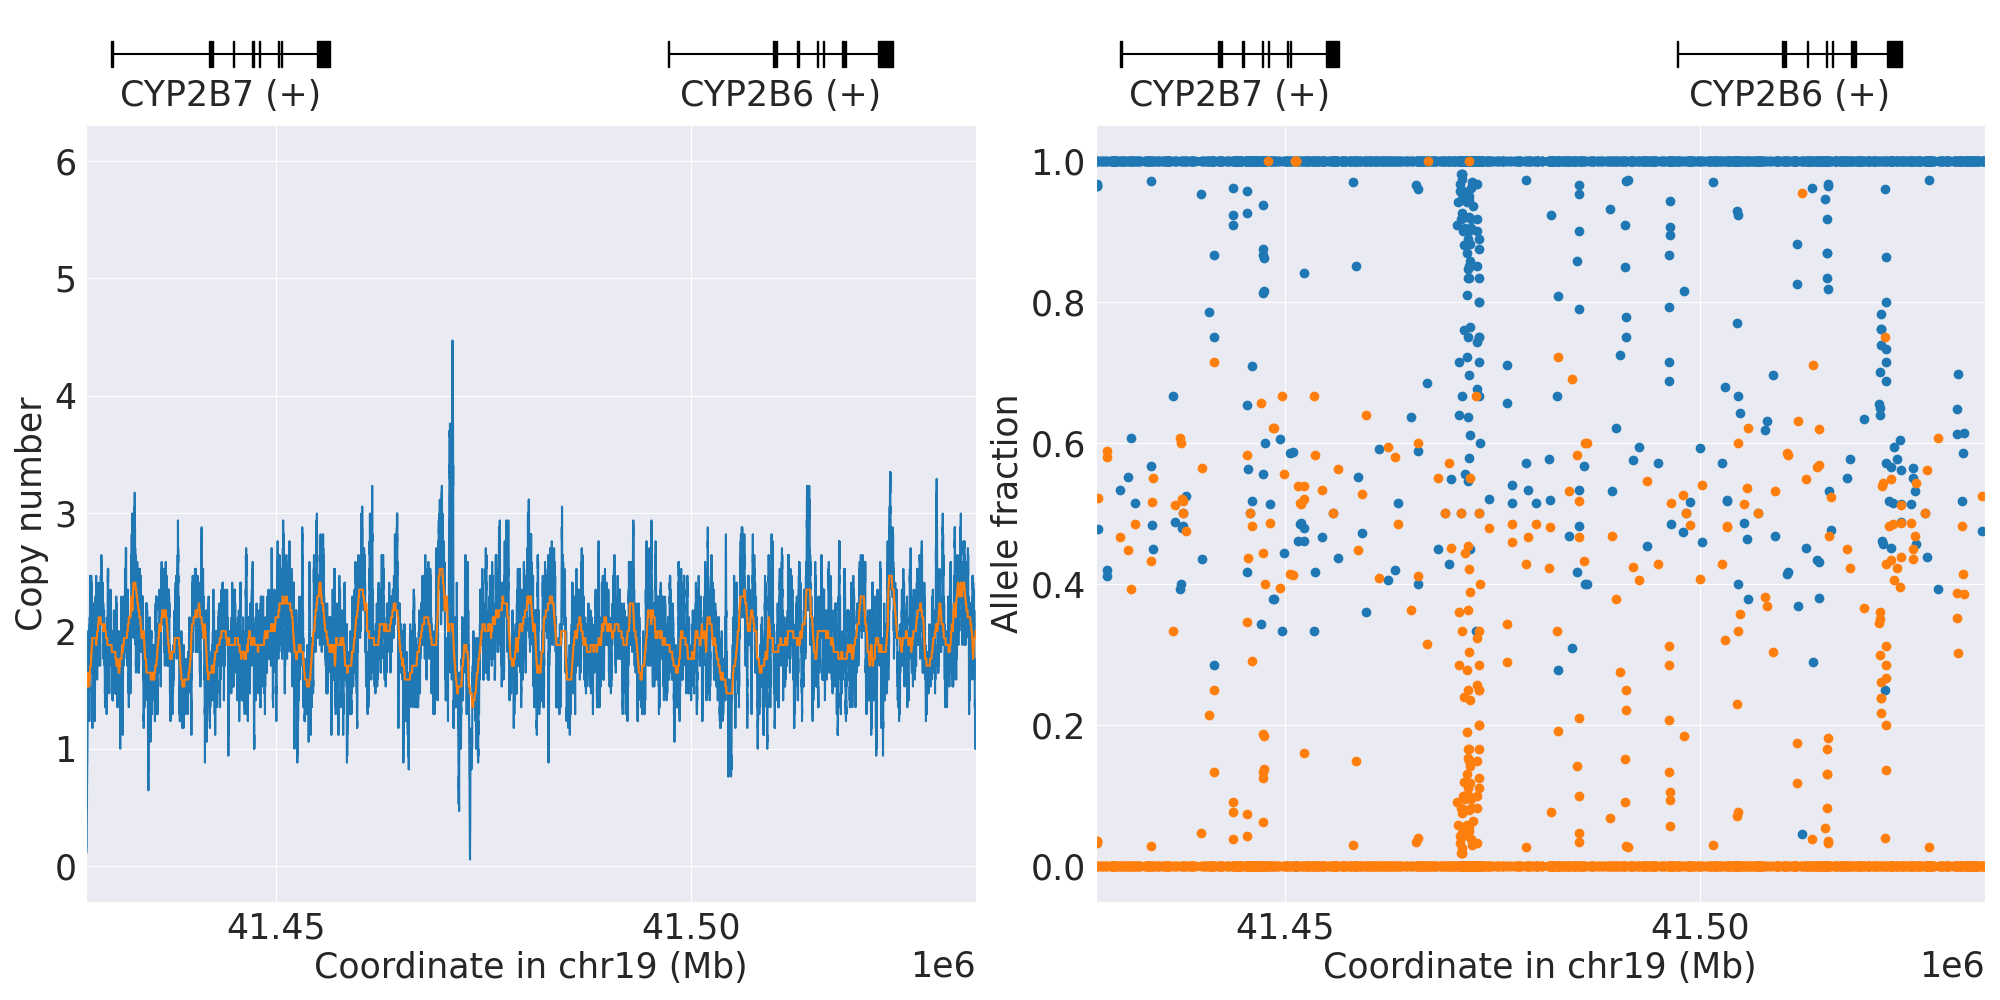 CYP2B7 (+)
CYP2B6 (+)
CYP2B7 (+)
CYP2B6 (+)
Copy number
6
5
4
3
2
1
0
41.45
41.50
Coordinate in chr19 (Mb)
1e6
Allele fraction
1.0
0.8
0.6
0.4
0.2
0.0
41.45
41.50
Coordinate in chr19 (Mb)
1e6